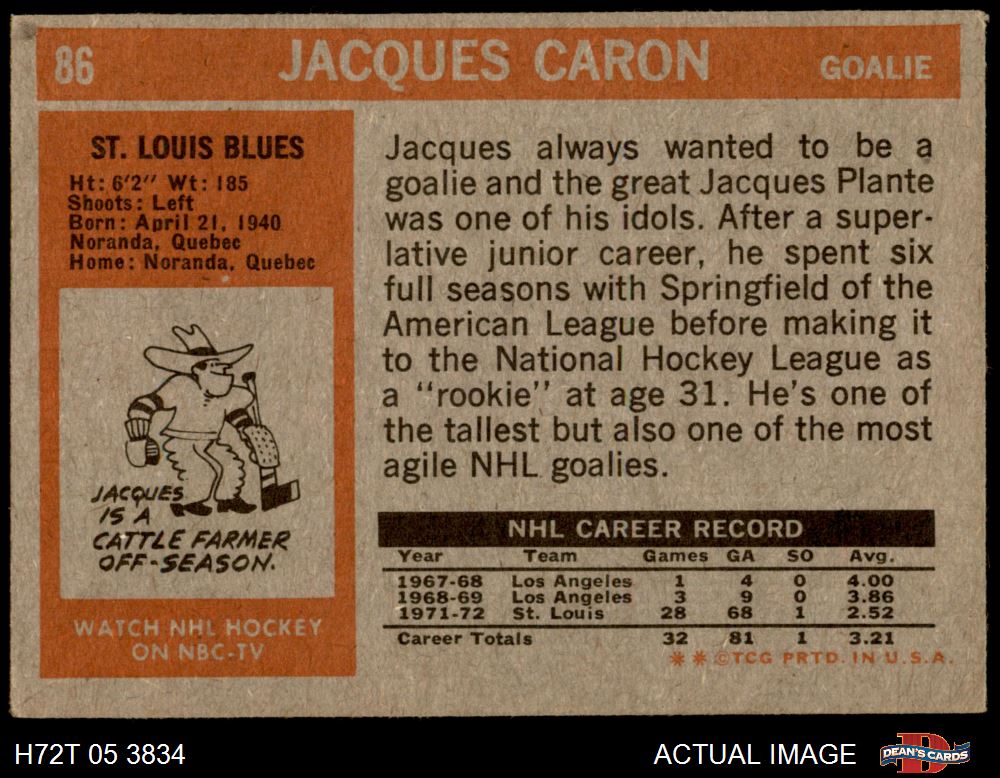 86 JACQUES CARON GOALIE
ST. LOUIS BLUES
Ht: 6'2" Wt: 185
Shoots: Left
Born: April 21, 1940
Noranda, Quebec
Home: Noranda, Quebec
JACQUES
IS A
CATTLE FARMER
OFF-SEASON.
WATCH NHL HOCKEY
ON NBC-TV
Jacques always wanted to be a
goalie and the great Jacques Plante
was one of his idols. After a super-
lative junior career, he spent six
full seasons with Springfield of the
American League before making it
to the National Hockey League as
a "rookie" at age 31. He's one of
the tallest but also one of the most
agile NHL goalies.
NHL CAREER RECORD
Year Team Games GA SO Avg.
1967-68 Los Angeles 1 4 0 4.00
1968-69 Los Angeles 3 9 0 3.86
1971-72 St. Louis 28 68 1 2.52
Career Totals 32 81 1 3.21
* * ©TCG PRTD. IN U.S.A.
H72T 05 3834 ACTUAL IMAGE DEAN'S CARDS